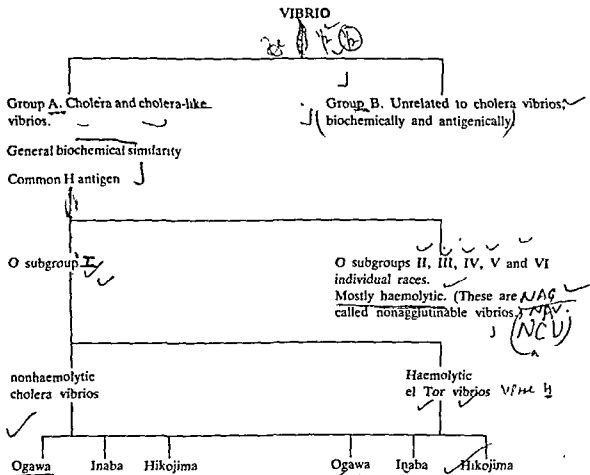 VIBRIO
Group A. Cholera and cholera-like
vibrios.
General biochemical similarity
Common H antigen
Group B. Unrelated to cholera vibrios,
(biochemically and antigenically)
O subgroup I
O subgroups II, III, IV, V and VI
individual races.
Mostly haemolytic. (These are NAG
called nonagglutinable vibrios.) NAV.
(NCV)
nonhaemolytic
cholera vibrios
Haemolytic
el Tor vibrios
Ogawa Inaba Hikojima
Ogawa Inaba Hikojima